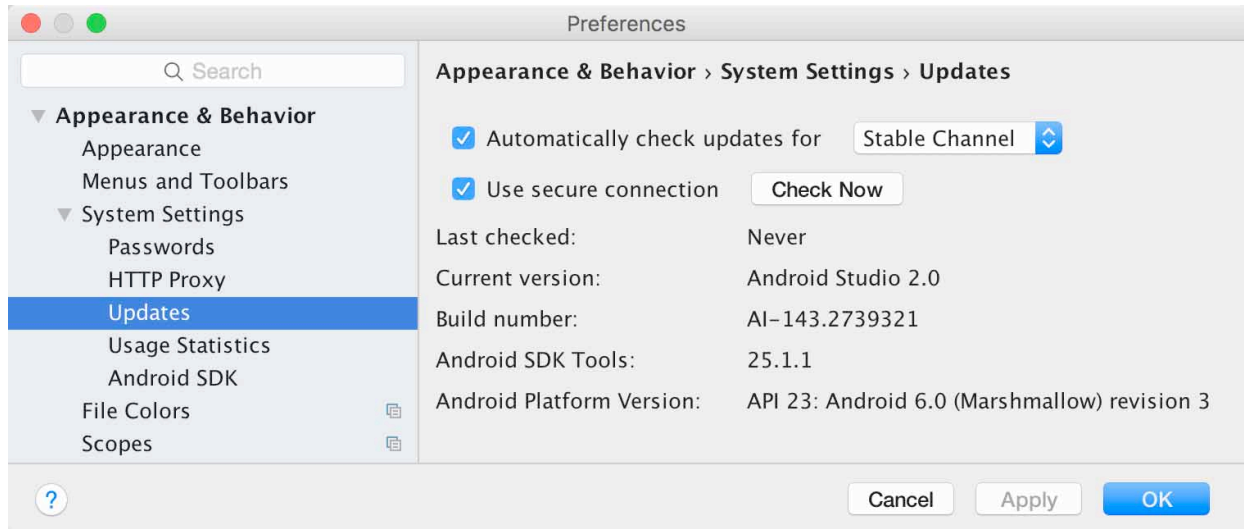 Preferences
Search
Appearance & Behavior
Appearance
Menus and Toolbars
System Settings
Passwords
HTTP Proxy
Updates
Usage Statistics
Android SDK
File Colors
Scopes
Appearance & Behavior › System Settings › Updates
Automatically check updates for Stable Channel
Use secure connection Check Now
Last checked: Never
Current version: Android Studio 2.0
Build number: AI-143.2739321
Android SDK Tools: 25.1.1
Android Platform Version: API 23: Android 6.0 (Marshmallow) revision 3
? Cancel Apply OK